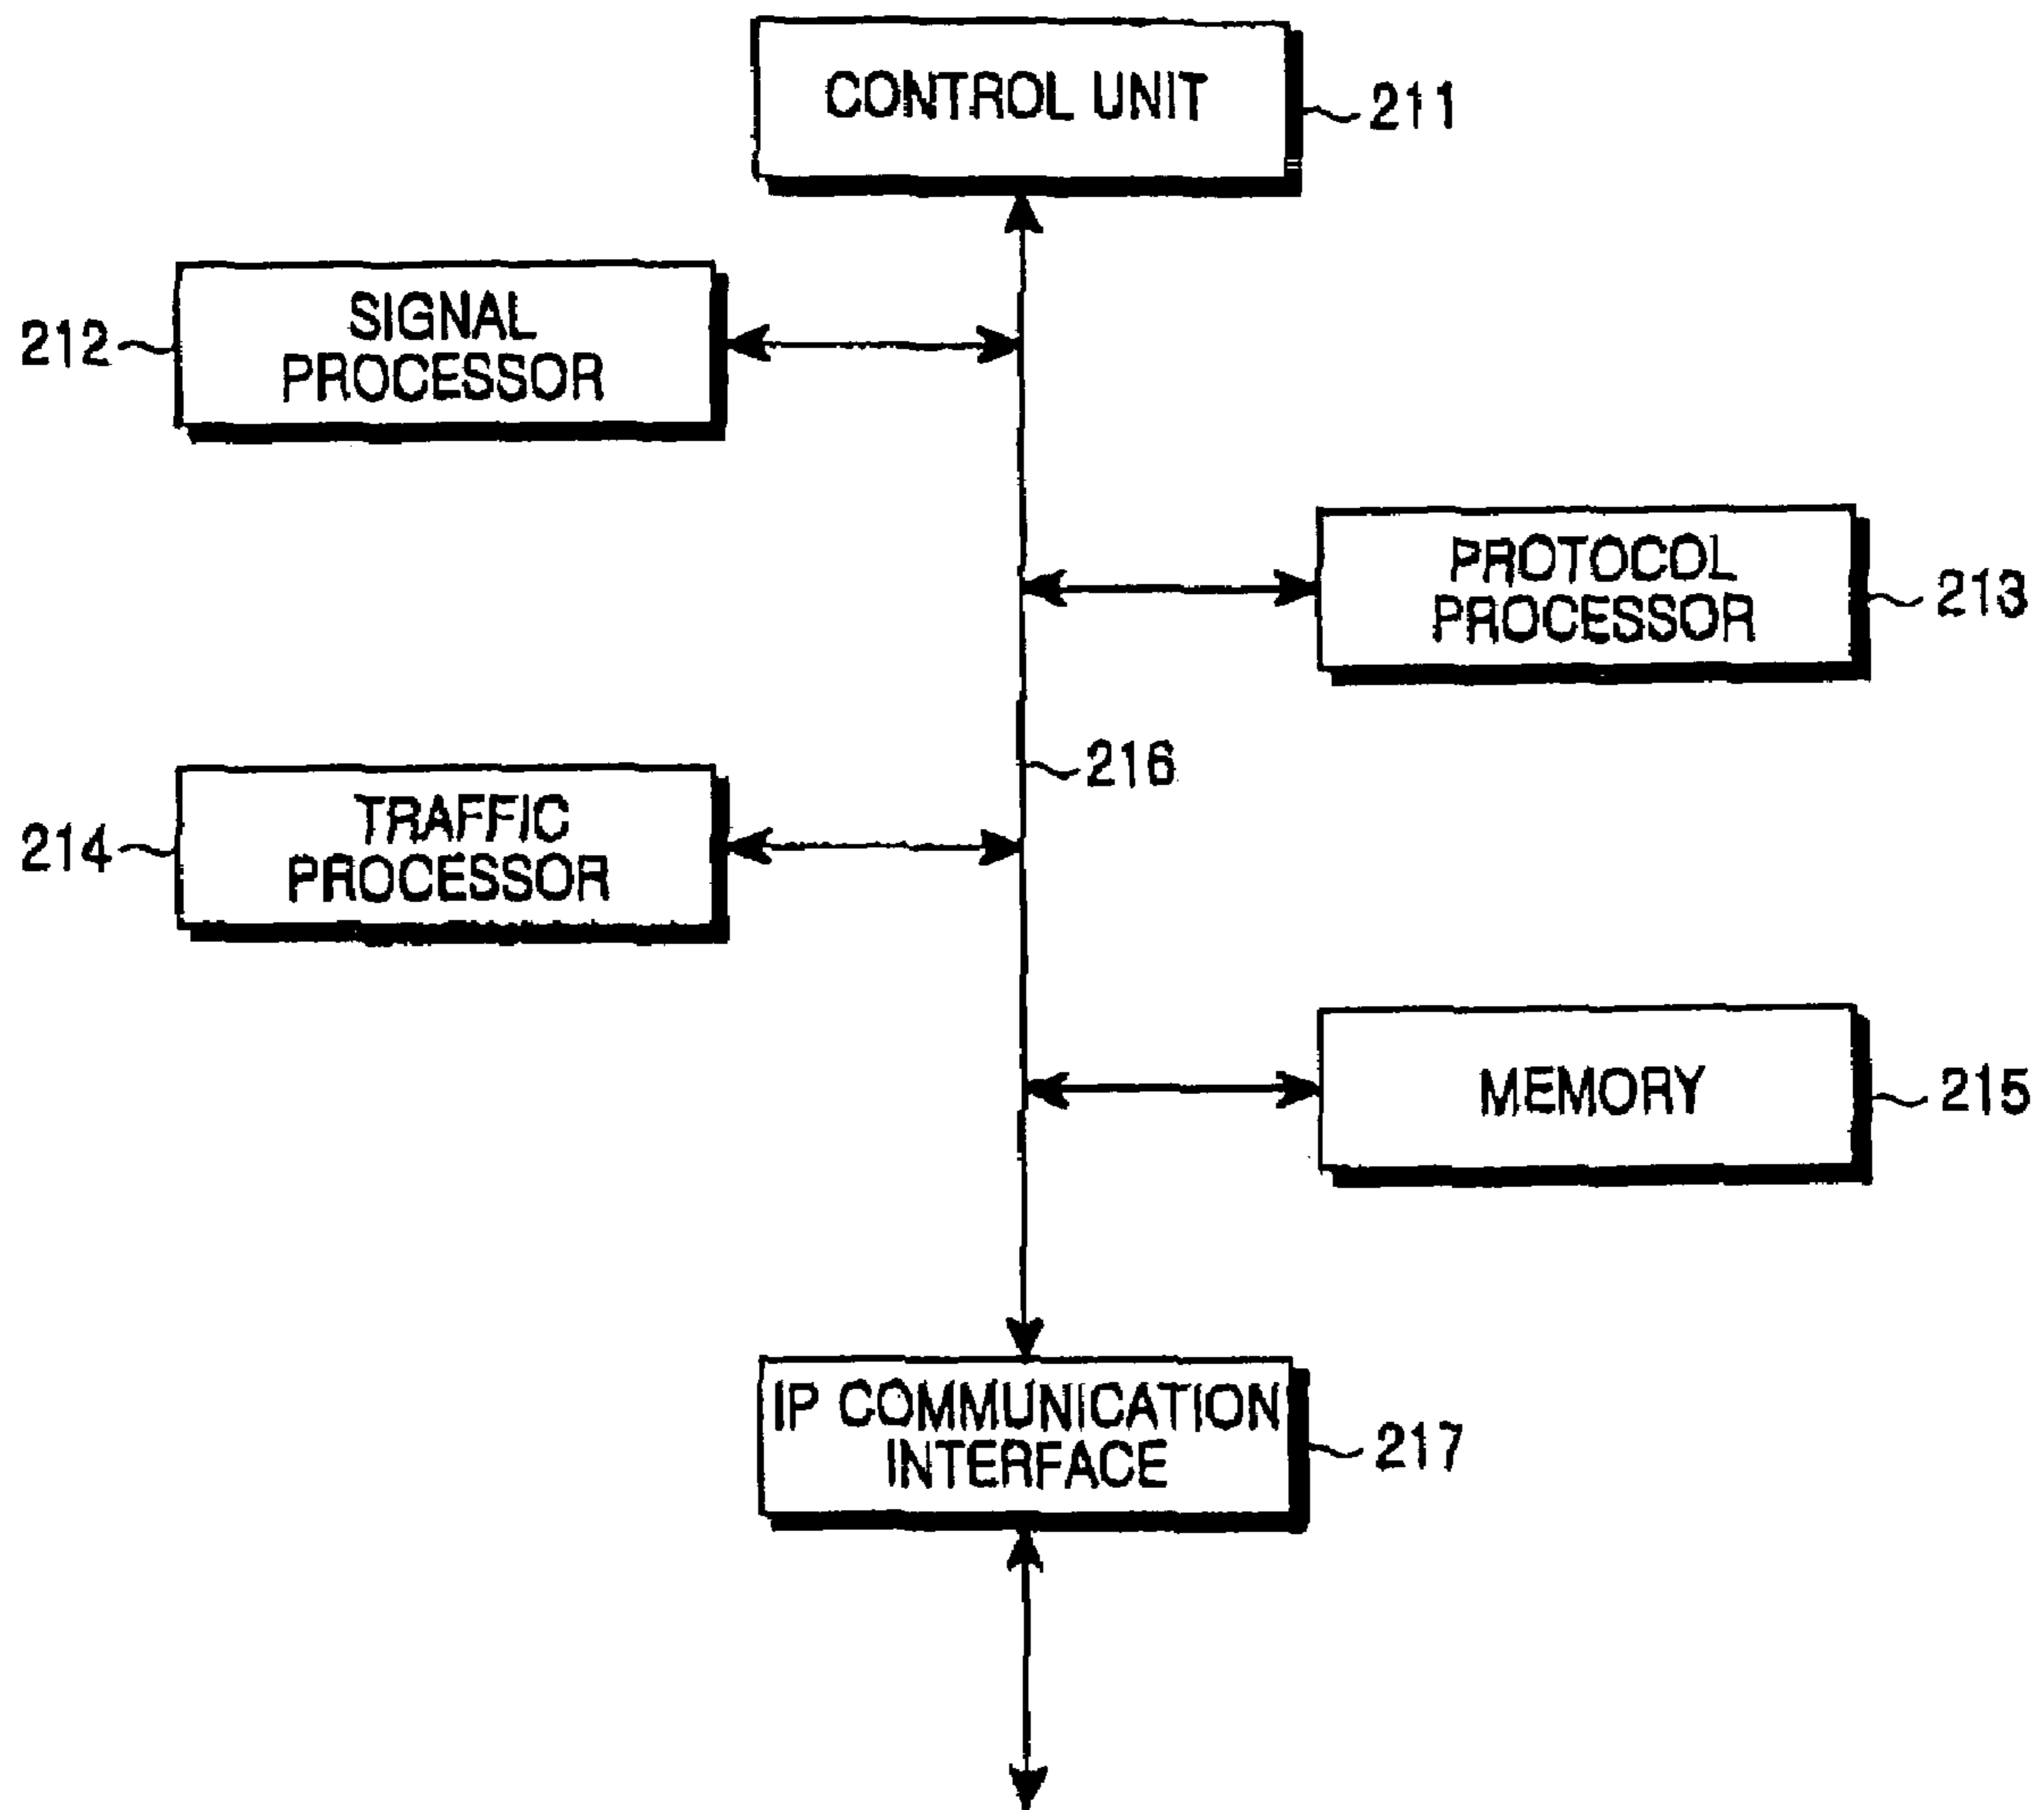 CONTROL UNIT
211
SIGNAL
PROCESSOR
212
PROTOCOL
PROCESSOR
213
216
TRAFFIC
PROCESSOR
214
MEMORY
215
IP COMMUNICATION
INTERFACE
217